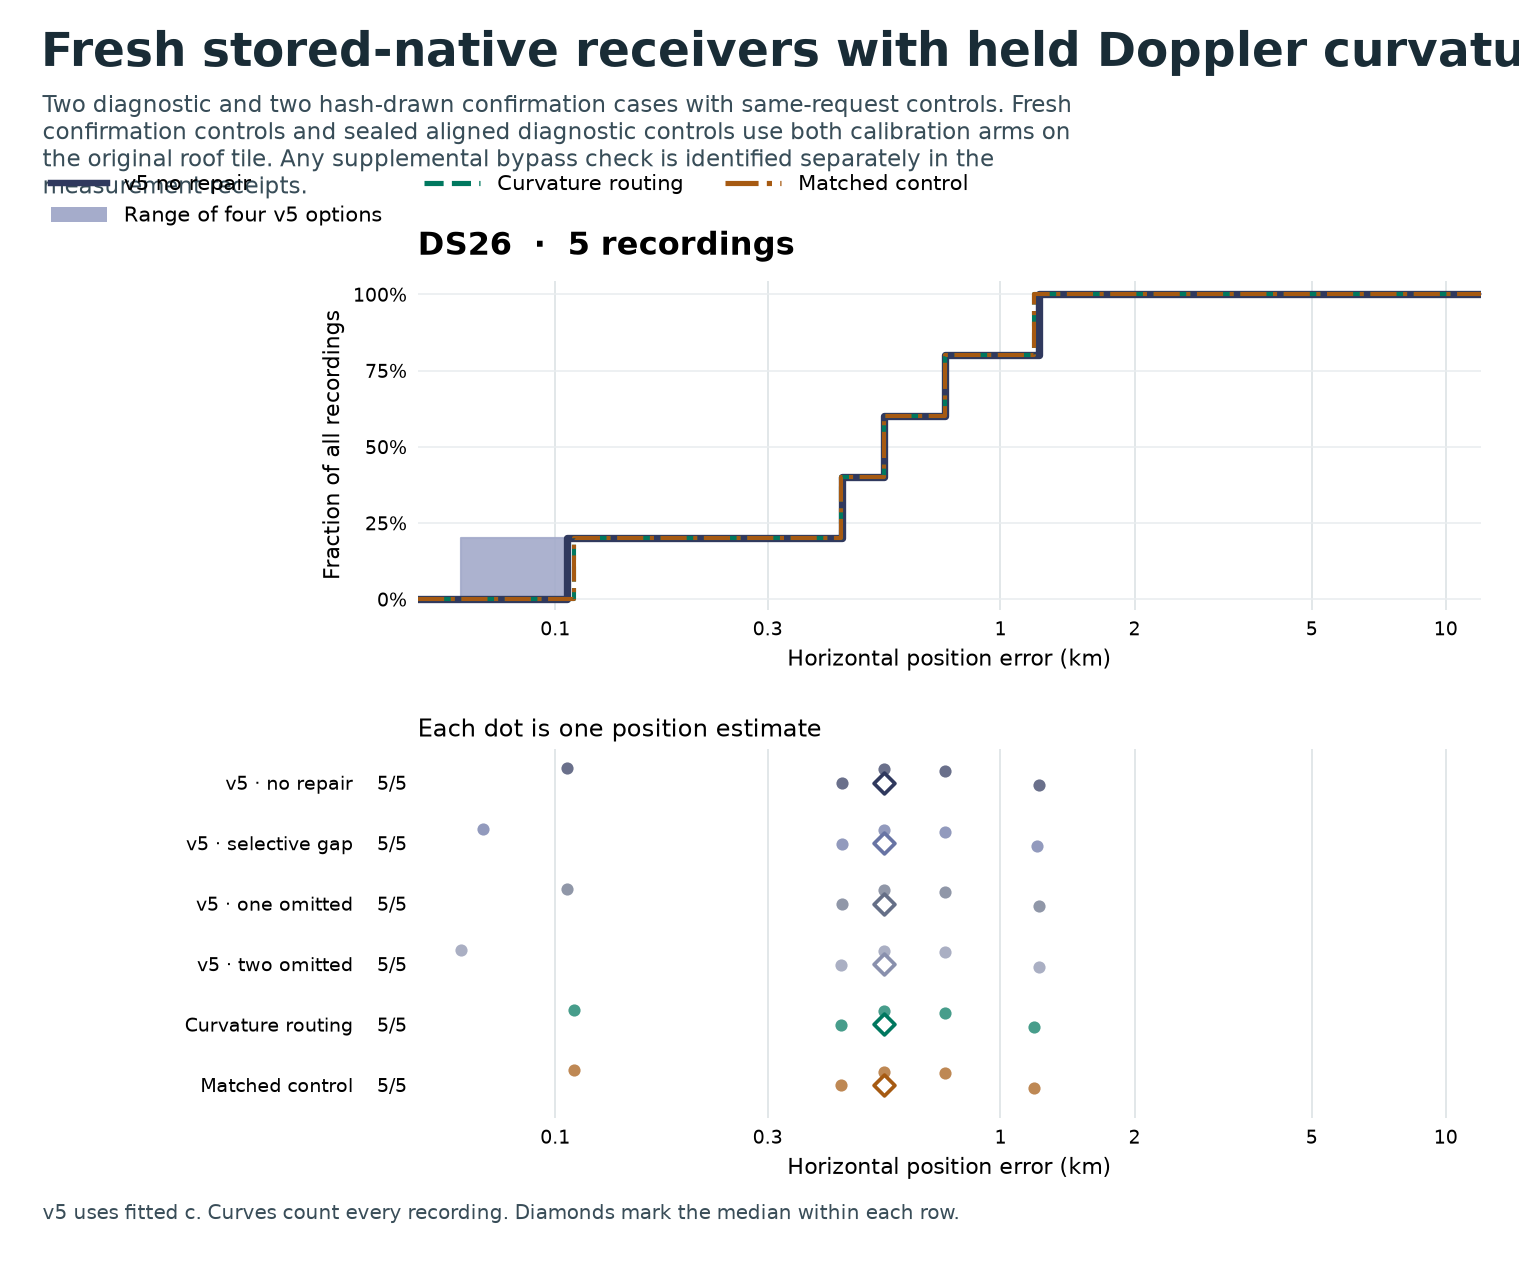 Fresh stored-native receivers with held Doppler curvatu
Two diagnostic and two hash-drawn confirmation cases with same-request controls. Fresh
confirmation controls and sealed aligned diagnostic controls use both calibration arms on
the original roof tile. Any supplemental bypass check is identified separately in the
measurement receipts.
v5 no repair
Curvature routing
Matched control
Range of four v5 options
DS26 · 5 recordings
Fraction of all recordings
100%
75%
50%
25%
0%
0.1 0.3 1 2 5 10
Horizontal position error (km)
Each dot is one position estimate
v5 · no repair 5/5
v5 · selective gap 5/5
v5 · one omitted 5/5
v5 · two omitted 5/5
Curvature routing 5/5
Matched control 5/5
0.1 0.3 1 2 5 10
Horizontal position error (km)
v5 uses fitted c. Curves count every recording. Diamonds mark the median within each row.